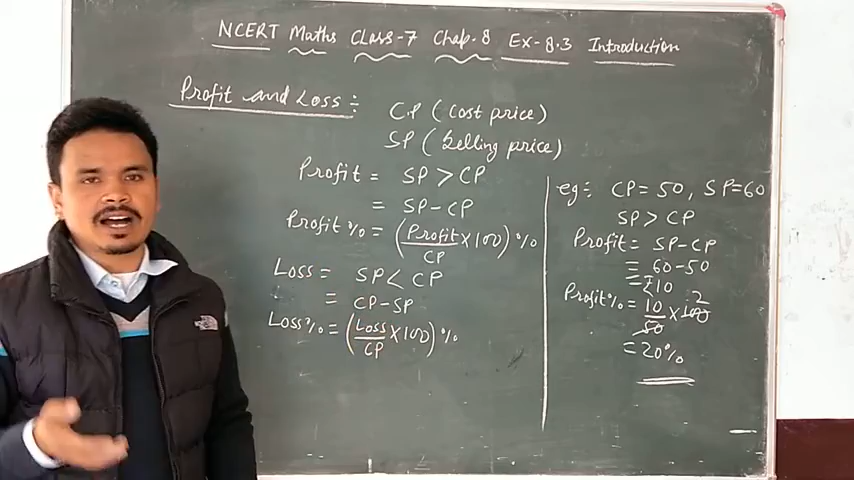 NCERT Maths Class-7 Chap. 8 Ex-8.3 Introduction
Profit and Loss ÷
C.P (Cost price)
SP (Selling price)
Profit = SP > CP
= SP - CP
Profit % = (Profit/CP × 100) %
Loss = SP < CP
= CP - SP
Loss % = (Loss/CP × 100) %
eg ÷ CP = 50, SP = 60
SP > CP
Profit = SP - CP
= 60 - 50
= ₹10
Profit % = 10/50 × 100 2
= 20%